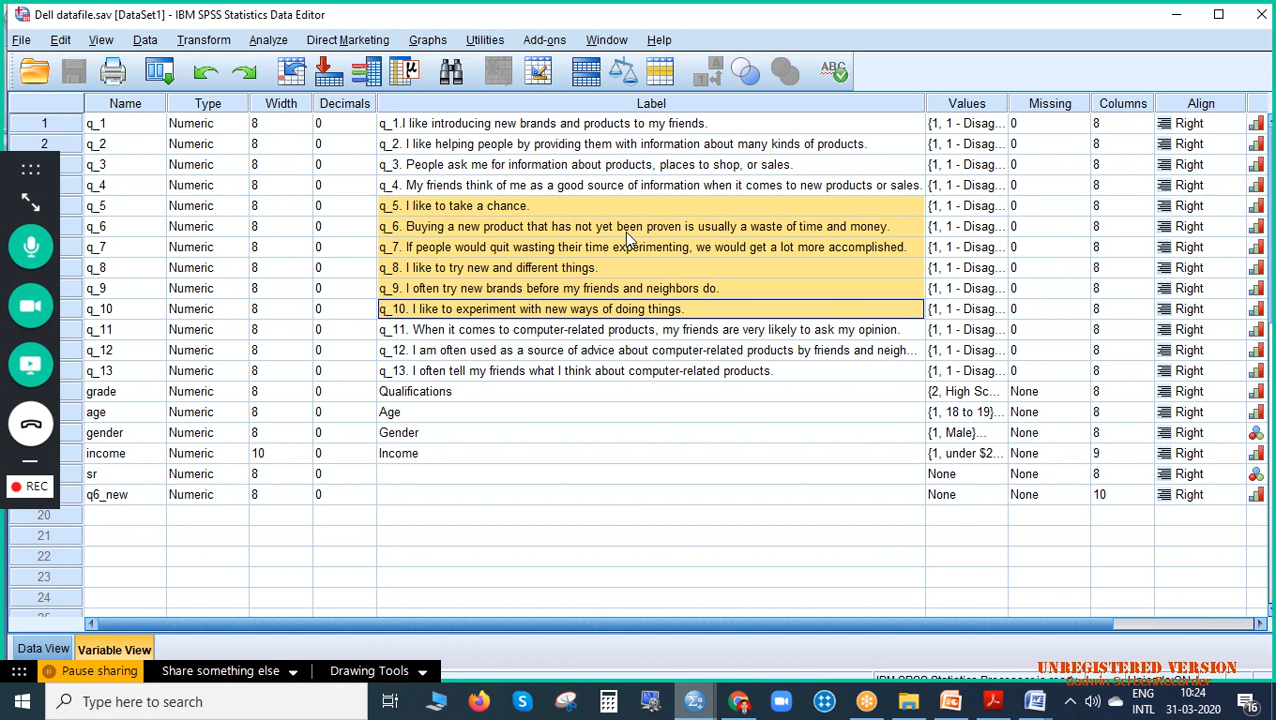 Dell datafile.sav [DataSet1] - IBM SPSS Statistics Data Editor
File Edit View Data Transform Analyze Direct Marketing Graphs Utilities Add-ons Window Help
Name Type Width Decimals Label Values Missing Columns Align
1 q_1 Numeric 8 0 q_1.I like introducing new brands and products to my friends. {1, 1 - Disag... 0 8 Right
2 q_2 Numeric 8 0 q_2. I like helping people by providing them with information about many kinds of products. {1, 1 - Disag... 0 8 Right
q_3 Numeric 8 0 q_3. People ask me for information about products, places to shop, or sales. {1, 1 - Disag... 0 8 Right
q_4 Numeric 8 0 q_4. My friends think of me as a good source of information when it comes to new products or sales. {1, 1 - Disag... 0 8 Right
q_5 Numeric 8 0 q_5. I like to take a chance. {1, 1 - Disag... 0 8 Right
q_6 Numeric 8 0 q_6. Buying a new product that has not yet been proven is usually a waste of time and money. {1, 1 - Disag... 0 8 Right
q_7 Numeric 8 0 q_7. If people would quit wasting their time experimenting, we would get a lot more accomplished. {1, 1 - Disag... 0 8 Right
q_8 Numeric 8 0 q_8. I like to try new and different things. {1, 1 - Disag... 0 8 Right
q_9 Numeric 8 0 q_9. I often try new brands before my friends and neighbors do. {1, 1 - Disag... 0 8 Right
q_10 Numeric 8 0 q_10. I like to experiment with new ways of doing things. {1, 1 - Disag... 0 8 Right
q_11 Numeric 8 0 q_11. When it comes to computer-related products, my friends are very likely to ask my opinion. {1, 1 - Disag... 0 8 Right
q_12 Numeric 8 0 q_12. I am often used as a source of advice about computer-related products by friends and neigh... {1, 1 - Disag... 0 8 Right
q_13 Numeric 8 0 q_13. I often tell my friends what I think about computer-related products. {1, 1 - Disag... 0 8 Right
grade Numeric 8 0 Qualifications {2, High Sc... None 8 Right
age Numeric 8 0 Age {1, 18 to 19}... None 8 Right
gender Numeric 8 0 Gender {1, Male}... None 8 Right
income Numeric 10 0 Income {1, under $2... None 9 Right
sr Numeric 8 0 None None 8 Right
q6_new Numeric 8 0 None None 10 Right
REC
20
21
22
23
24
Data View Variable View
Pause sharing Share something else Drawing Tools
UNREGISTERED VERSION
Gadwin ScreenRecorder
Type here to search
ENG 10:24
INTL 31-03-2020 16